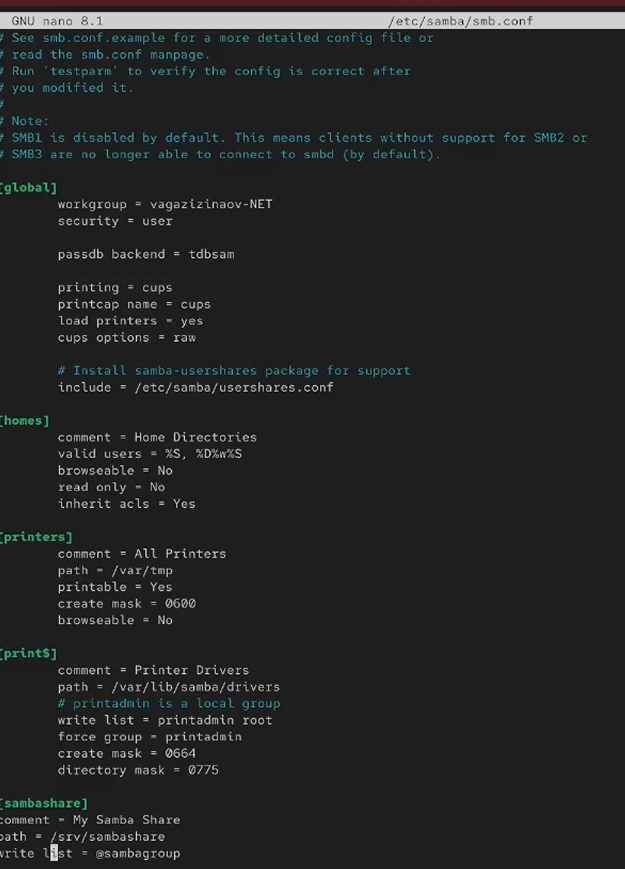 GNU nano 8.1 /etc/samba/smb.conf
# See smb.conf.example for a more detailed config file or
# read the smb.conf manpage.
# Run 'testparm' to verify the config is correct after
# you modified it.
#
# Note:
# SMB1 is disabled by default. This means clients without support for SMB2 or
# SMB3 are no longer able to connect to smbd (by default).
[global]
workgroup = vagazizinaov-NET
security = user
passdb backend = tdbsam
printing = cups
printcap name = cups
load printers = yes
cups options = raw
# Install samba-usershares package for support
include = /etc/samba/usershares.conf
[homes]
comment = Home Directories
valid users = %S, %D%w%S
browseable = No
read only = No
inherit acls = Yes
[printers]
comment = All Printers
path = /var/tmp
printable = Yes
create mask = 0600
browseable = No
[print$]
comment = Printer Drivers
path = /var/lib/samba/drivers
# printadmin is a local group
write list = printadmin root
force group = printadmin
create mask = 0664
directory mask = 0775
[sambashare]
comment = My Samba Share
path = /srv/sambashare
write list = @sambagroup